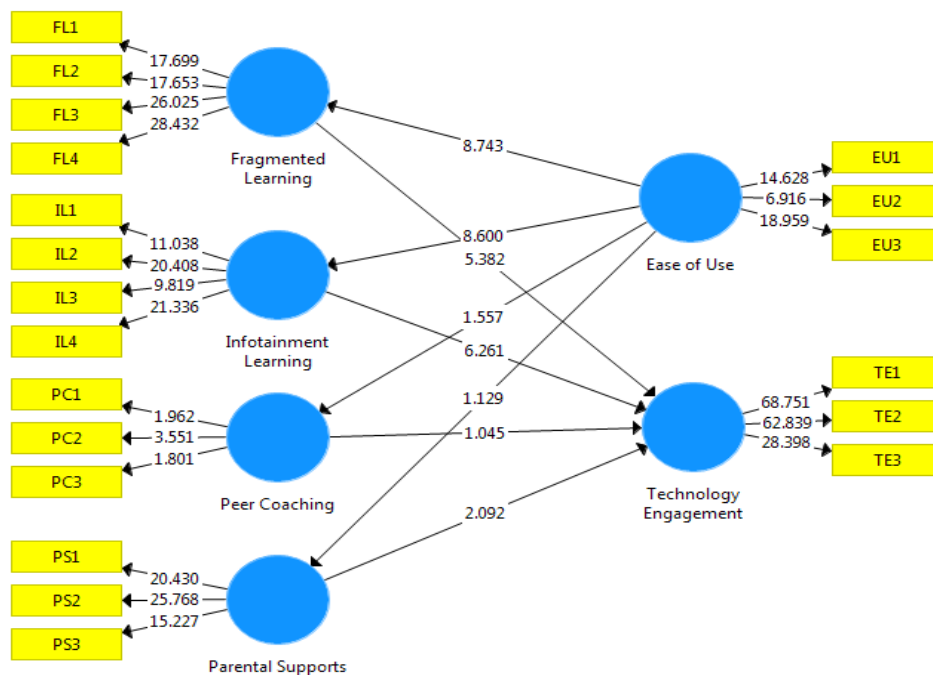 FL1
FL2
FL3
FL4
17.699
17.653
26.025
28.432
Fragmented
Learning
IL1
IL2
IL3
IL4
11.038
20.408
9.819
21.336
Infotainment
Learning
PC1
PC2
PC3
1.962
3.551
1.801
Peer Coaching
PS1
PS2
PS3
20.430
25.768
15.227
Parental Supports
8.743
8.600
5.382
1.557
6.261
1.129
1.045
2.092
Ease of Use
14.628
6.916
18.959
EU1
EU2
EU3
Technology
Engagement
68.751
62.839
28.398
TE1
TE2
TE3